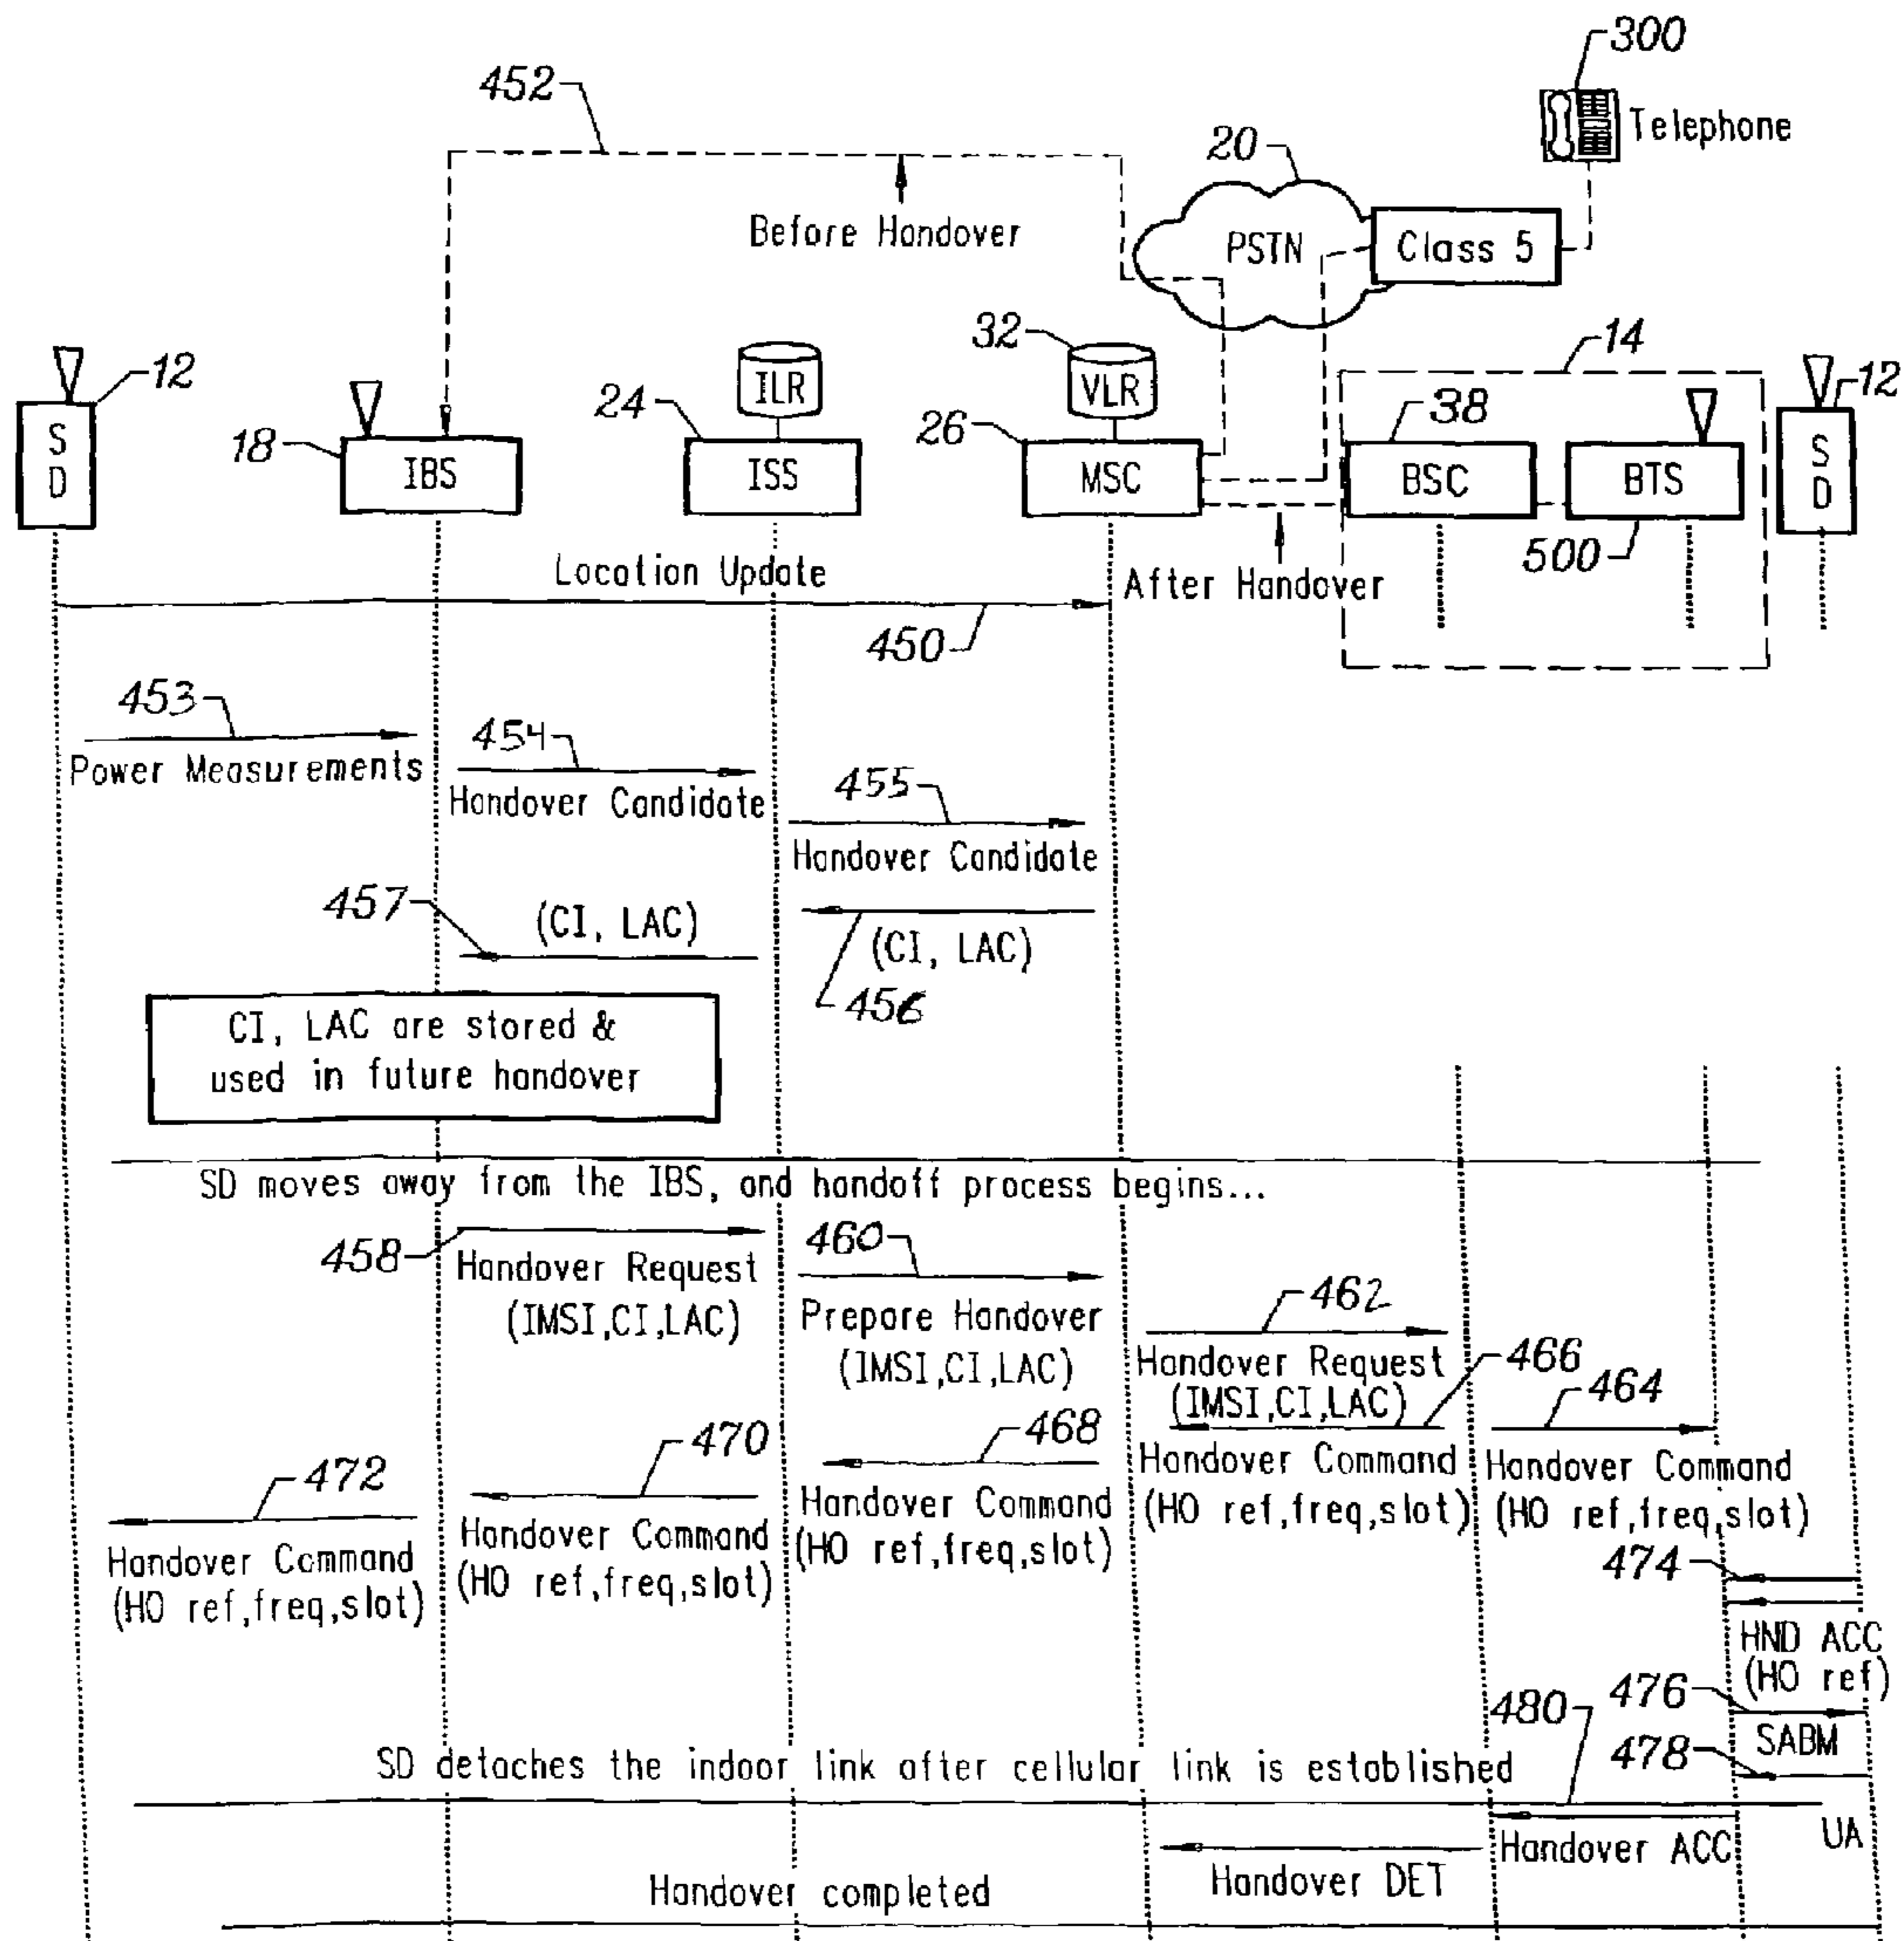 300
452
Telephone
20
Before Handover
PSTN
Class 5
32
14
12
ILR
VLR
12
24
38
S
D
18
26
S
D
IBS
ISS
MSC
BSC
BTS
500
Location Update
After Handover
450
453
454
Power Measurements
455
Handover Candidate
Handover Candidate
457
(CI, LAC)
(CI, LAC)
456
CI, LAC are stored &
used in future handover
SD moves away from the IBS, and handoff process begins...
458
460
Handover Request
(IMSI,CI,LAC)
462
Prepare Handover
(IMSI,CI,LAC)
Handover Request
(IMSI,CI,LAC)
466
464
468
470
472
Handover Command
(HO ref,freq,slot)
Handover Command
(HO ref,freq,slot)
Handover Command
(HO ref,freq,slot)
Handover Command
(HO ref,freq,slot)
Handover Command
(HO ref,freq,slot)
474
HND ACC
(HO ref)
476
480
SABM
478
SD detaches the indoor link after cellular link is established
UA
Handover ACC
Handover DET
Handover completed